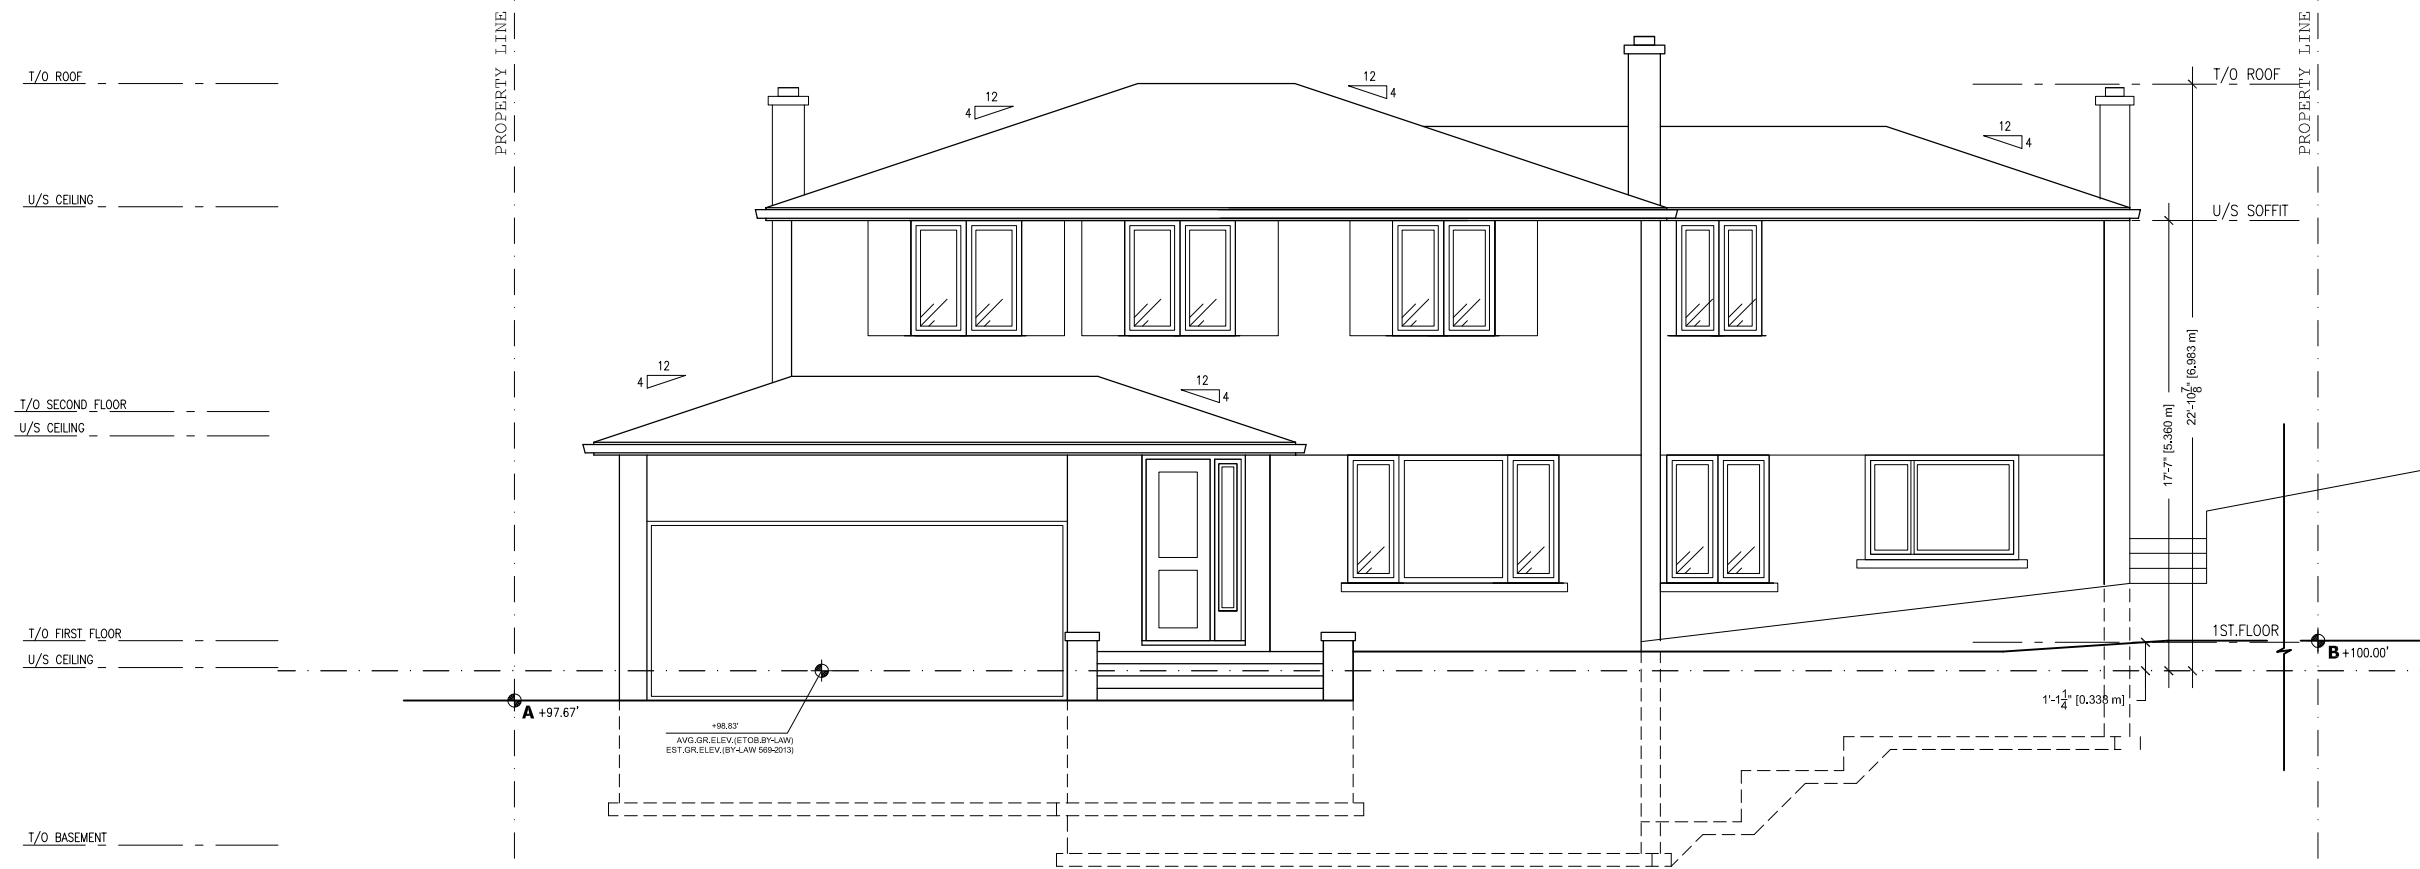 PROPERTY LINE
PROPERTY LINE
T/O ROOF
12
4
12
4
T/O ROOF
12
4
U/S CEILING
U/S SOFFIT
12
4
12
4
T/O SECOND FLOOR
U/S CEILING
17'-7" [5.360 m]
22'-10 7/8" [6.983 m]
T/O FIRST FLOOR
1ST.FLOOR
U/S CEILING
B +100.00'
1'-1 1/4" [0.338 m]
A +97.67'
+98.83'
AVG.GR.ELEV.(ETOB.BY-LAW)
EST.GR.ELEV.(BY-LAW 569-2013)
T/O BASEMENT